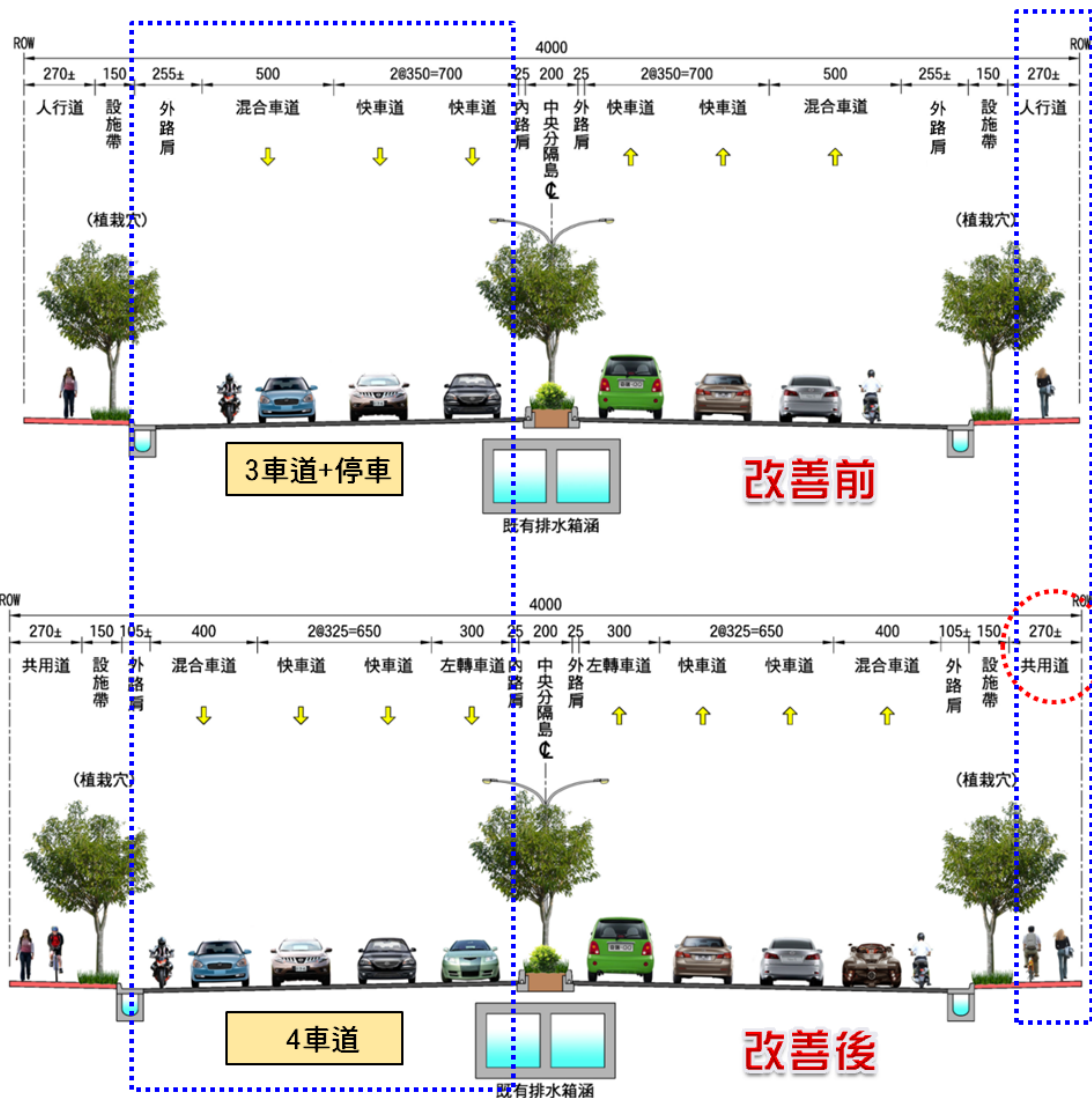 ROW ROW
4000
270± 150 255± 500 2@350=700 25 200 25 2@350=700 500 255± 150 270±
人行道 設施帶 外路肩 混合車道 快車道 快車道 內路肩 中央分隔島 外路肩 快車道 快車道 混合車道 外路肩 設施帶 人行道
℄
(植栽穴) (植栽穴)
3車道+停車
改善前
既有排水箱涵
ROW ROW
4000
270± 150 105± 400 2@325=650 300 25 200 25 300 2@325=650 400 105± 150 270±
共用道 設施帶 外路肩 混合車道 快車道 快車道 左轉車道 內路肩 中央分隔島 外路肩 左轉車道 快車道 快車道 混合車道 外路肩 設施帶 共用道
℄
(植栽穴) (植栽穴)
4車道
改善後
既有排水箱涵